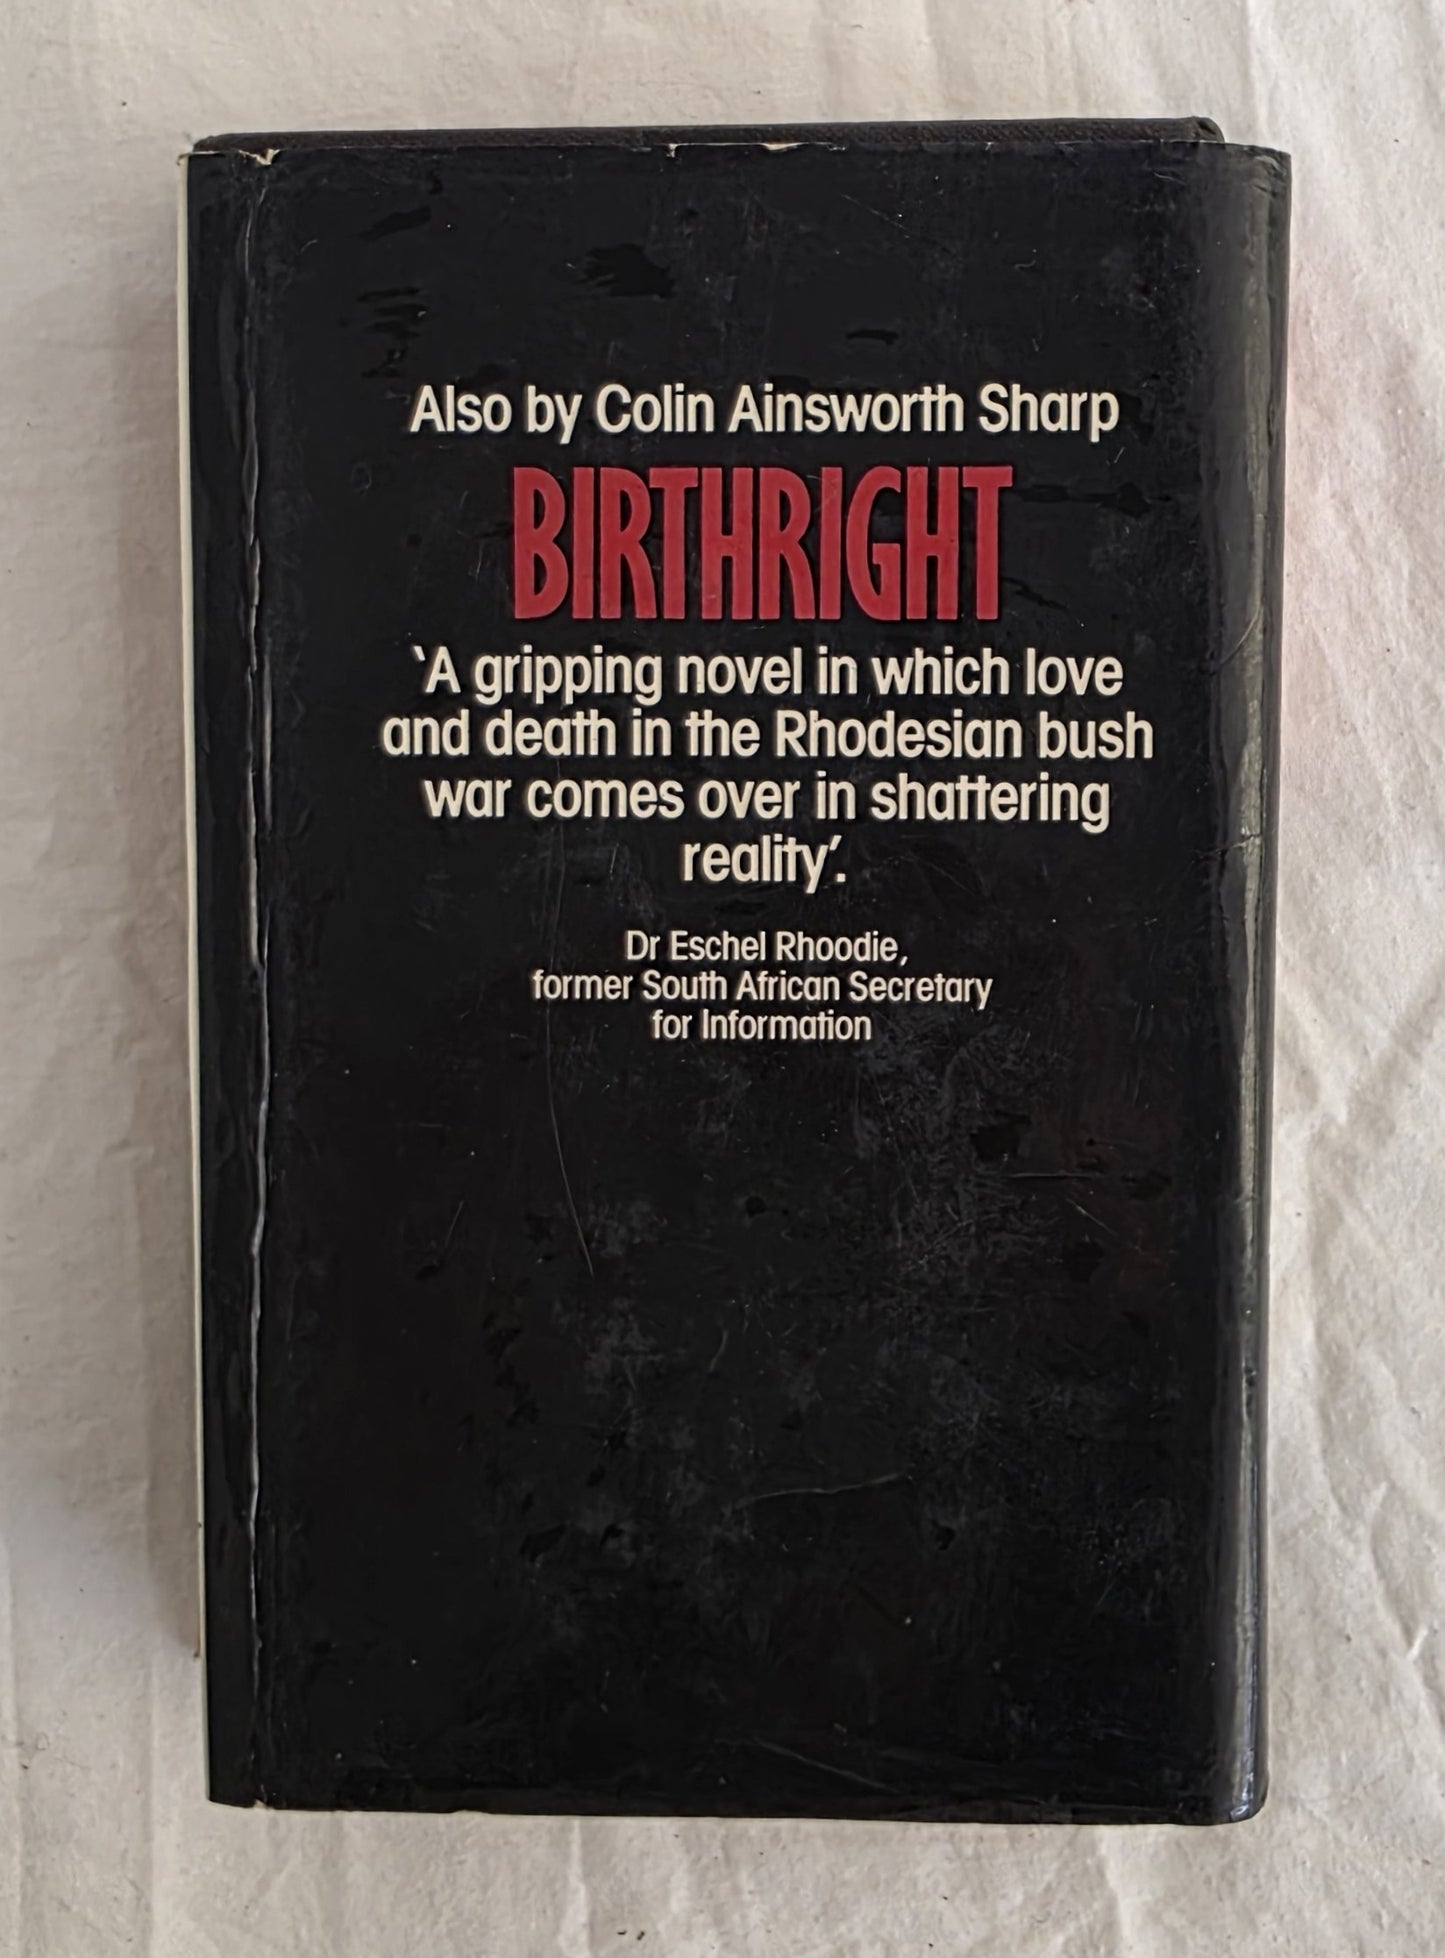 Also by Colin Ainsworth Sharp
BIRTHRIGHT
‘A gripping novel in which love
and death in the Rhodesian bush
war comes over in shattering
reality’.
Dr Eschel Rhoodie,
former South African Secretary
for Information